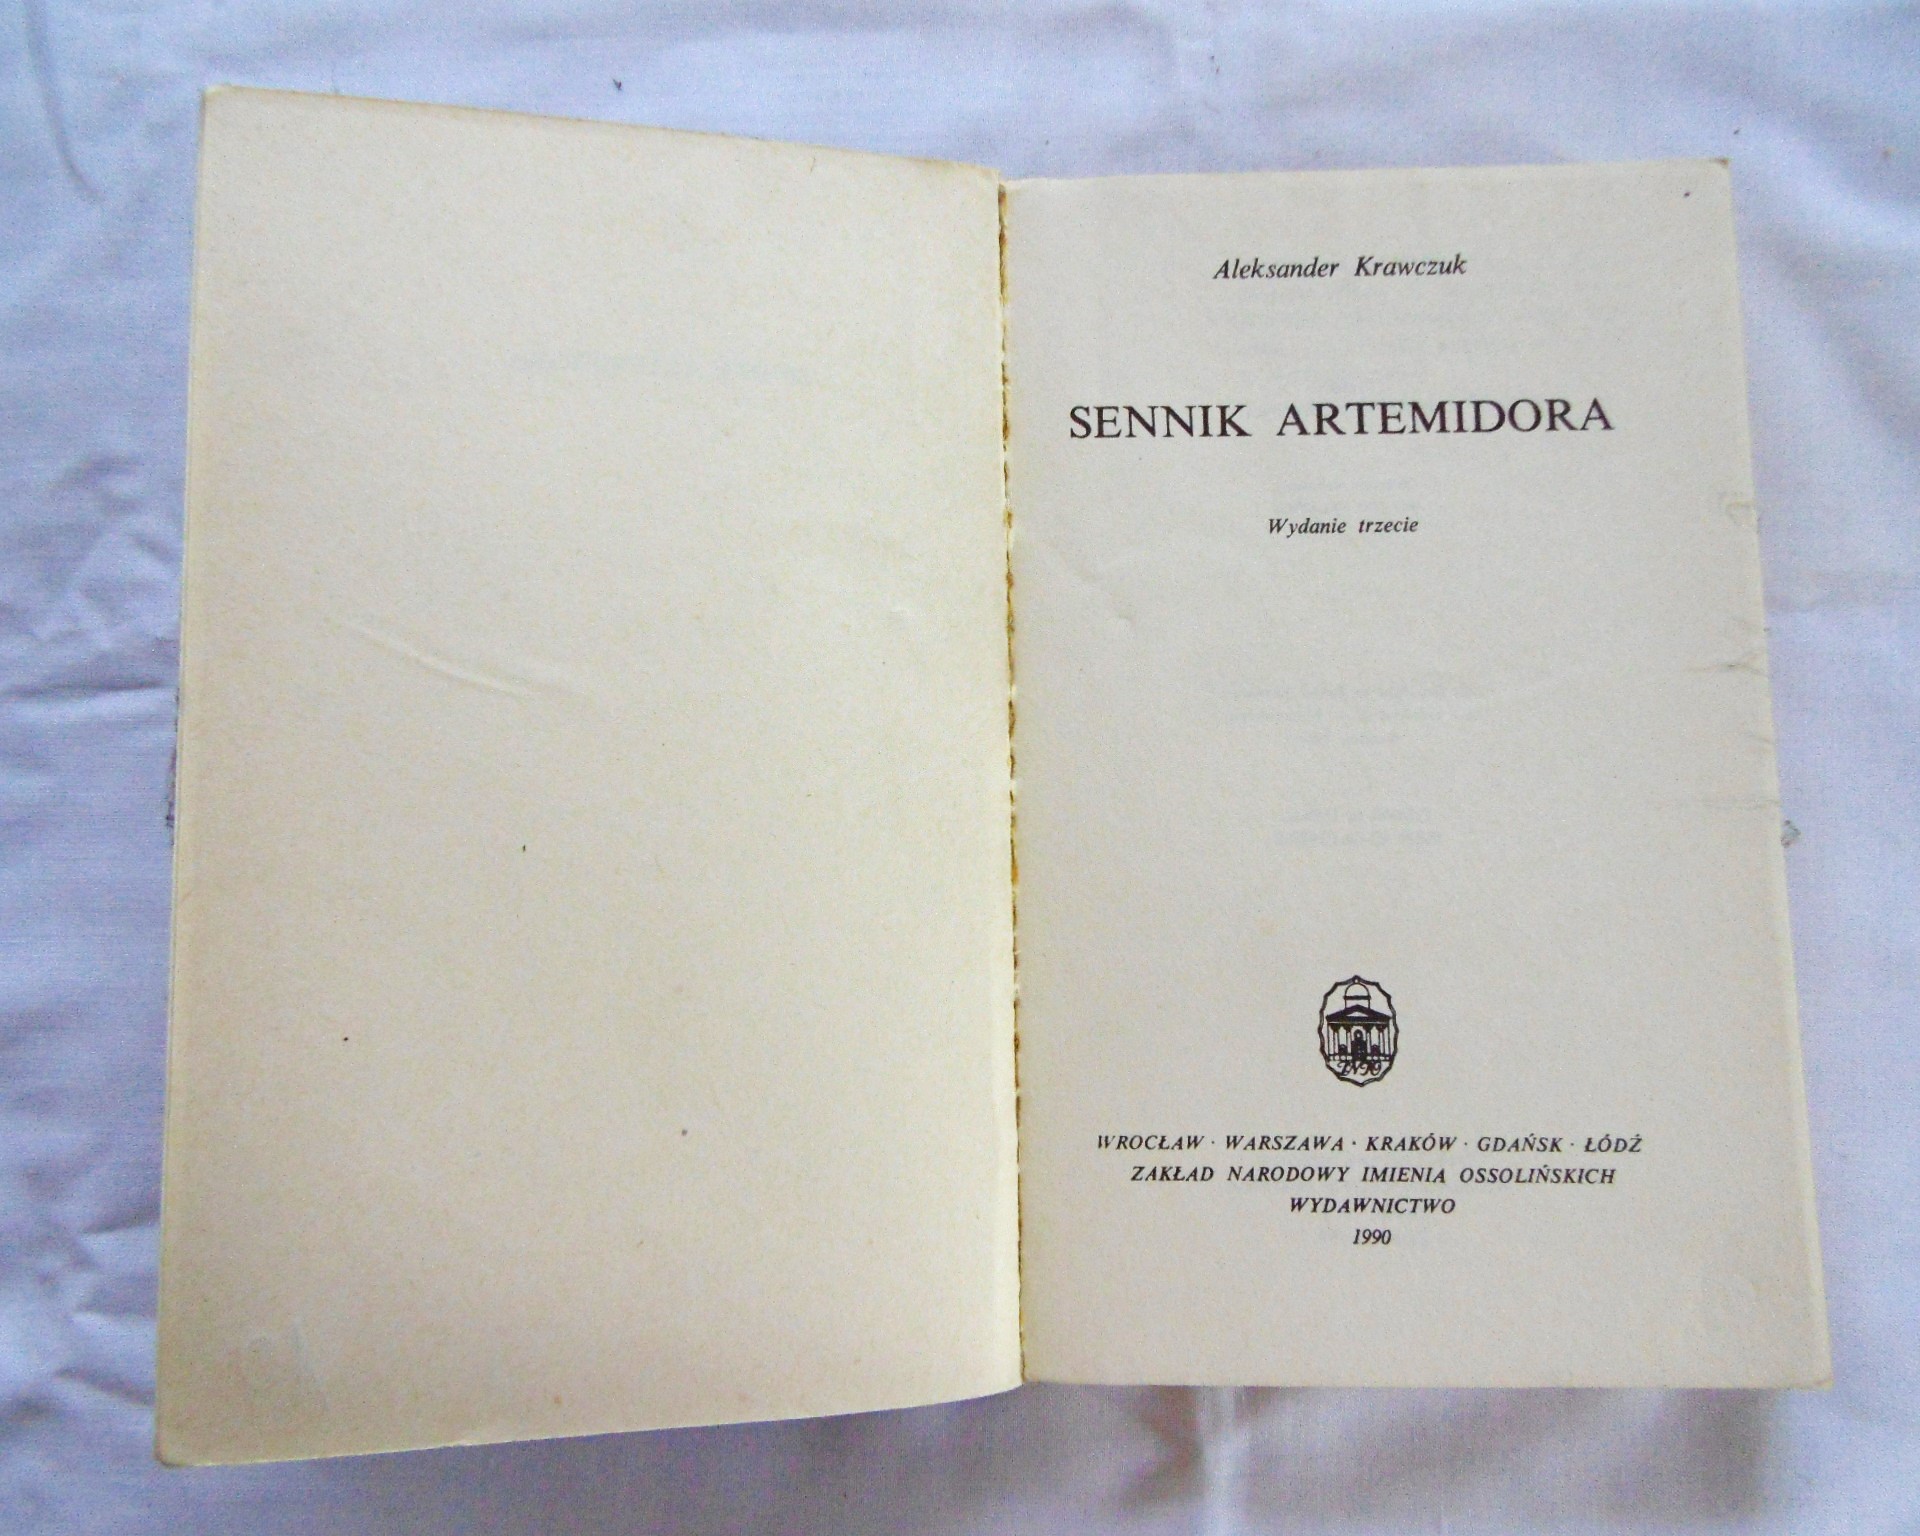 Aleksander Krawczuk
SENNIK ARTEMIDORA
Wydanie trzecie
WROCŁAW · WARSZAWA · KRAKÓW · GDAŃSK · ŁÓDŹ
ZAKŁAD NARODOWY IMIENIA OSSOLIŃSKICH
WYDAWNICTWO
1990